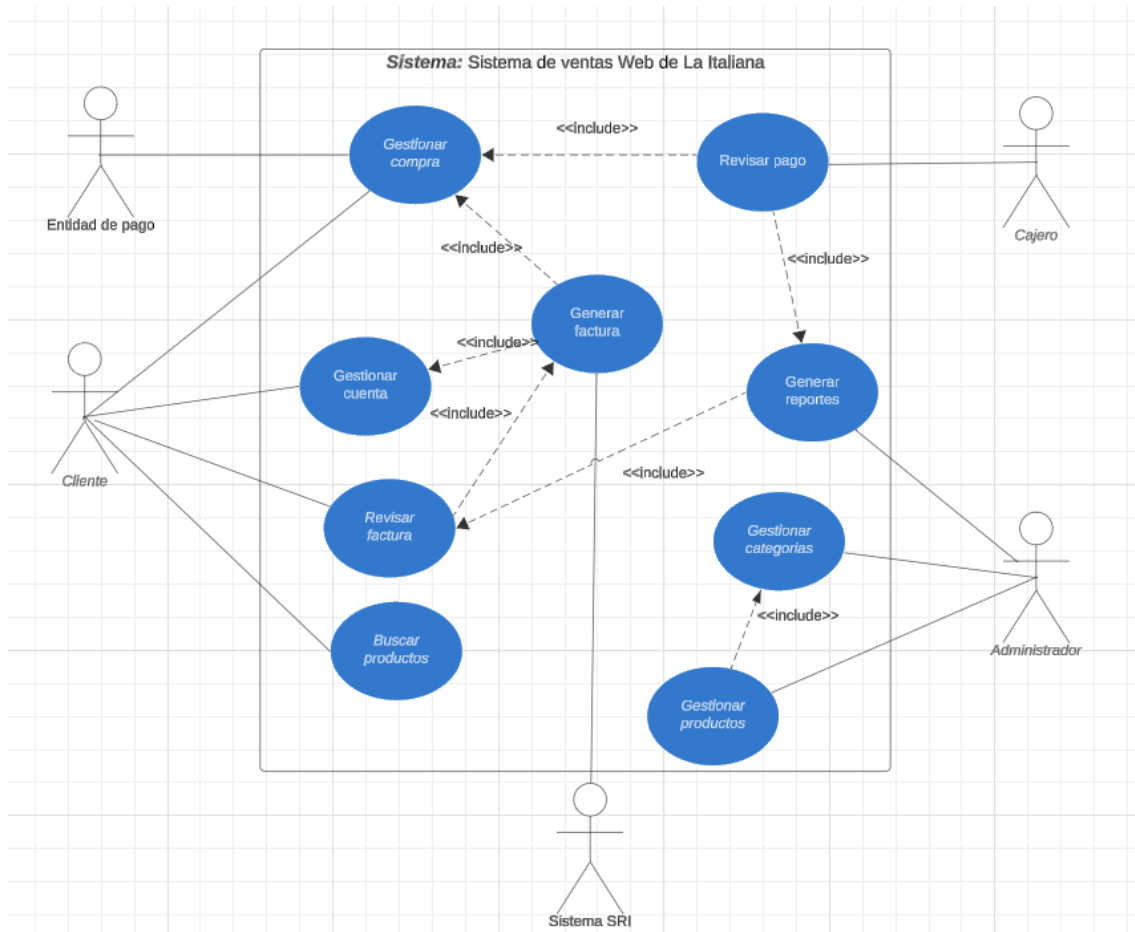 Sistema: Sistema de ventas Web de La Italiana
Gestionar
compra
<<include>>
Revisar pago
Entidad de pago
Cajero
<<include>>
<<include>>
Generar
factura
<<include>>
Gestionar
cuenta
Generar
reportes
<<include>>
Cliente
<<include>>
Revisar
factura
Gestionar
categorias
<<include>>
Buscar
productos
Administrador
Gestionar
productos
Sistema SRI